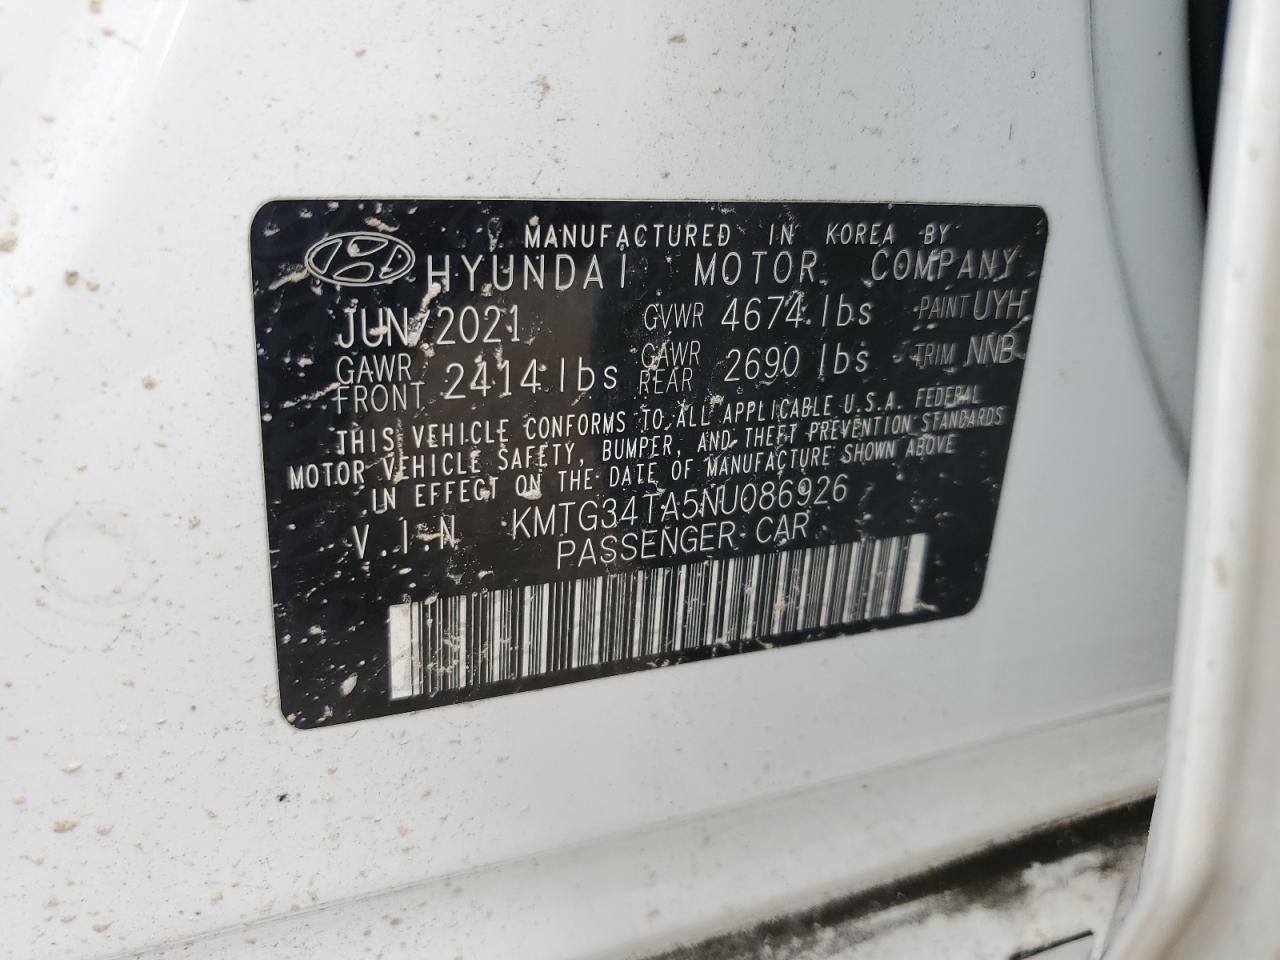 MANUFACTURED IN KOREA BY
HYUNDAI MOTOR COMPANY
JUN/2021 GVWR 4674 lbs PAINT UYH
GAWR FRONT 2414 lbs GAWR REAR 2690 lbs TRIM NNB
THIS VEHICLE CONFORMS TO ALL APPLICABLE U.S.A. FEDERAL
MOTOR VEHICLE SAFETY, BUMPER, AND THEFT PREVENTION STANDARDS
IN EFFECT ON THE DATE OF MANUFACTURE SHOWN ABOVE
V.I.N KMTG34TA5NU086926
PASSENGER CAR